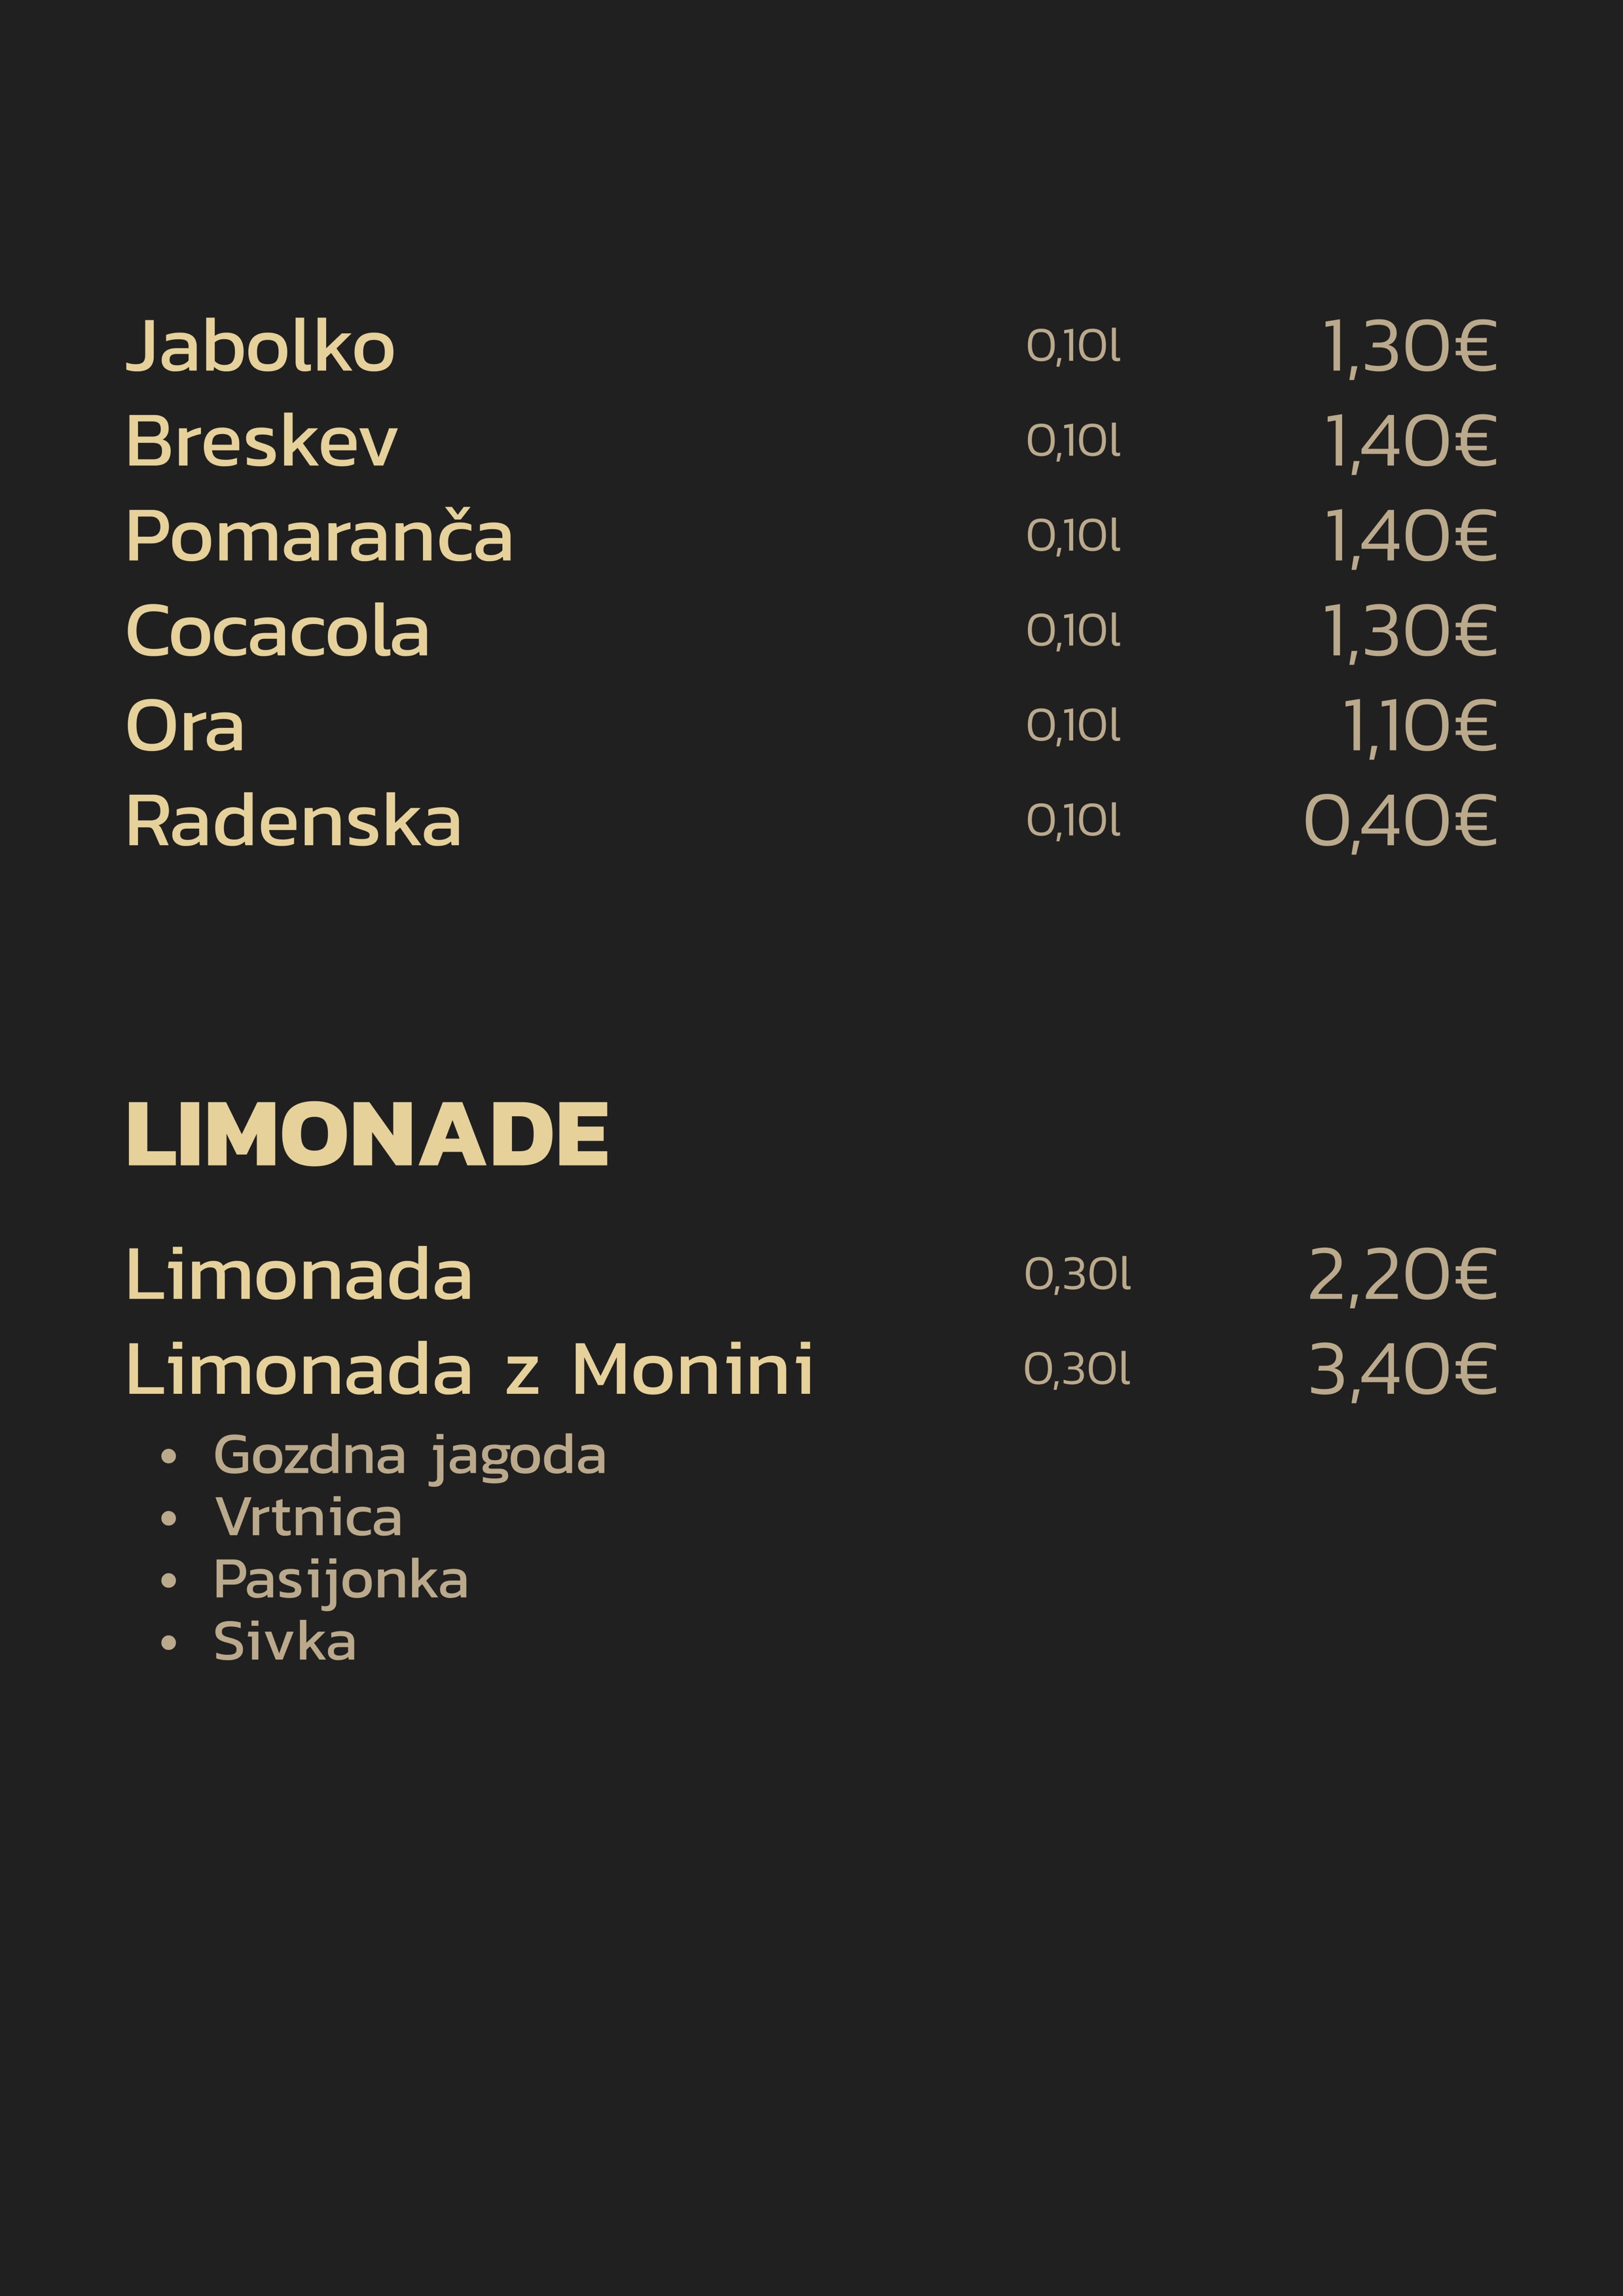 Jabolko 0,10l 1,30€
Breskev 0,10l 1,40€
Pomaranča 0,10l 1,40€
Cocacola 0,10l 1,30€
Ora 0,10l 1,10€
Radenska 0,10l 0,40€
LIMONADE
Limonada 0,30l 2,20€
Limonada z Monini 0,30l 3,40€
• Gozdna jagoda
• Vrtnica
• Pasijonka
• Sivka